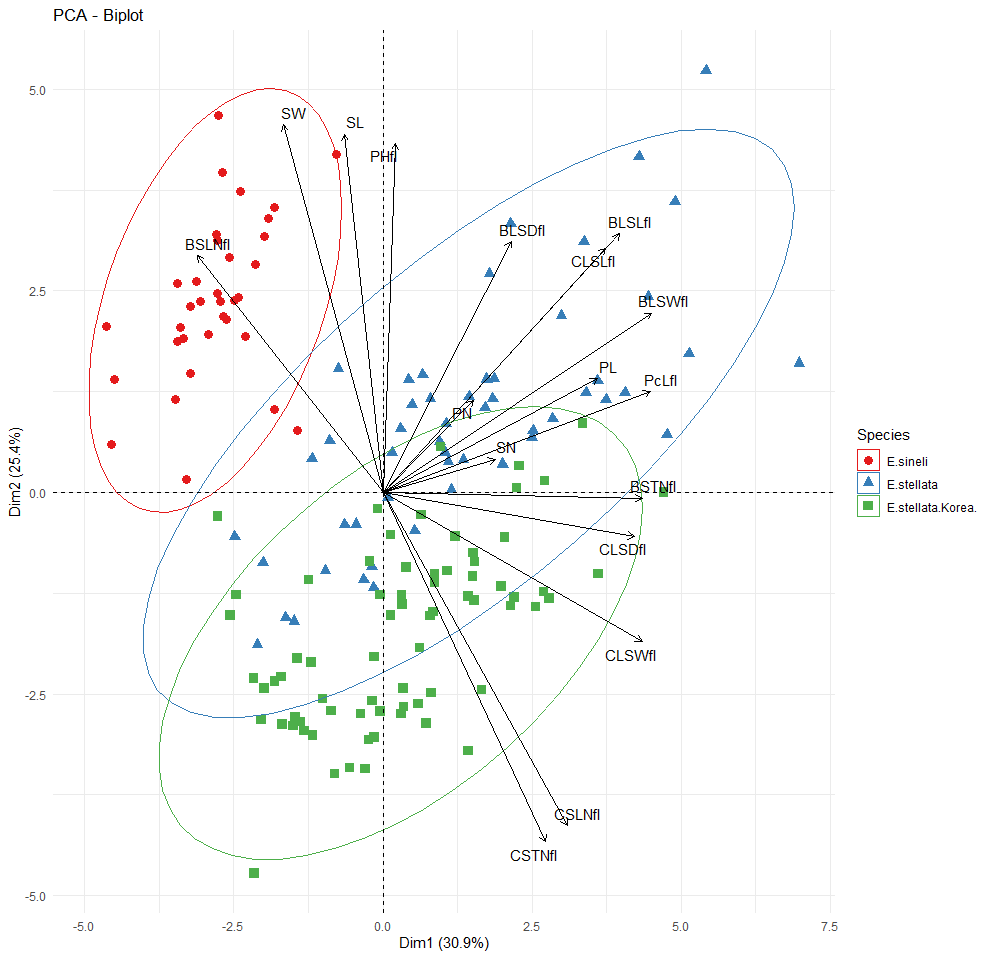 PCA - Biplot
5.0
2.5
0.0
-2.5
-5.0
Dim2 (25.4%)
SW
SL
PHfl
BSLNfl
BLSDfl
BLSLfl
CLSLfl
BLSWfl
PL
PcLfl
PN
SN
BSTNfl
CLSDfl
CLSWfl
CSLNfl
CSTNfl
-5.0
-2.5
0.0
2.5
5.0
7.5
Dim1 (30.9%)
Species
E.sineli
E.stellata
E.stellata.Korea.